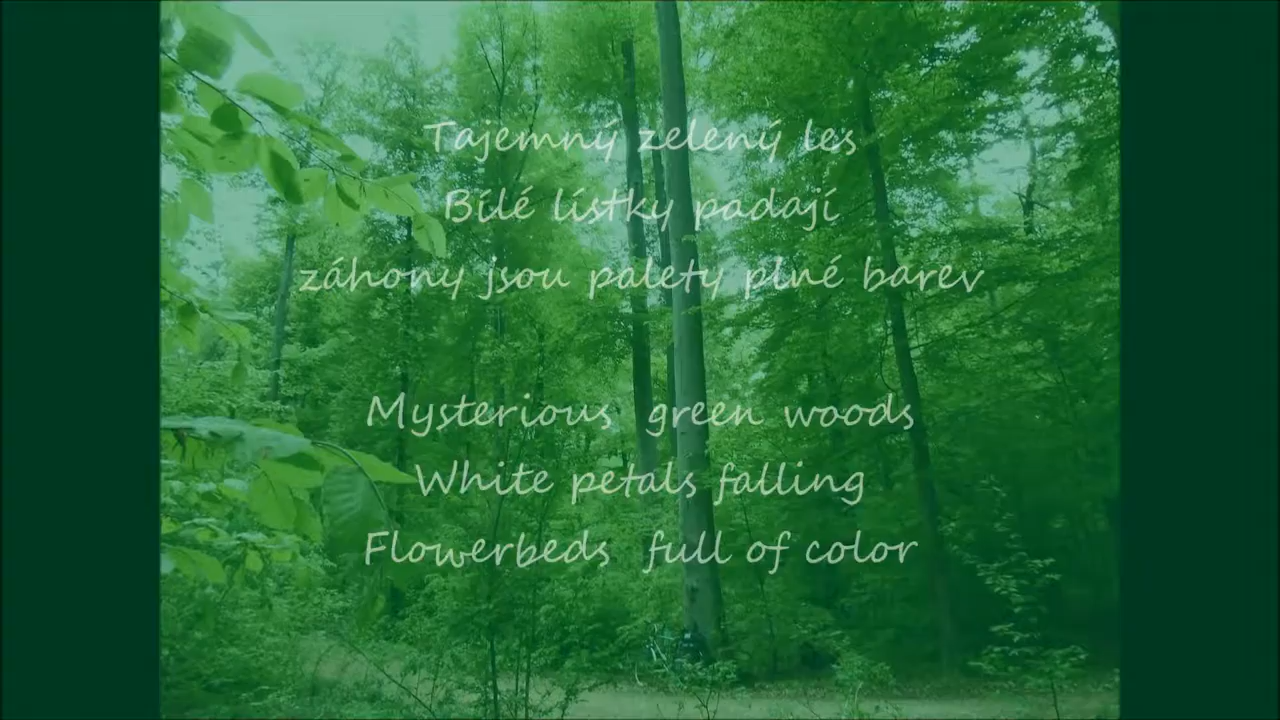 Tajemný zelený les
Bílé lístky padají
záhony jsou palety plné barev
Mysterious green woods
White petals falling
Flowerbeds full of color